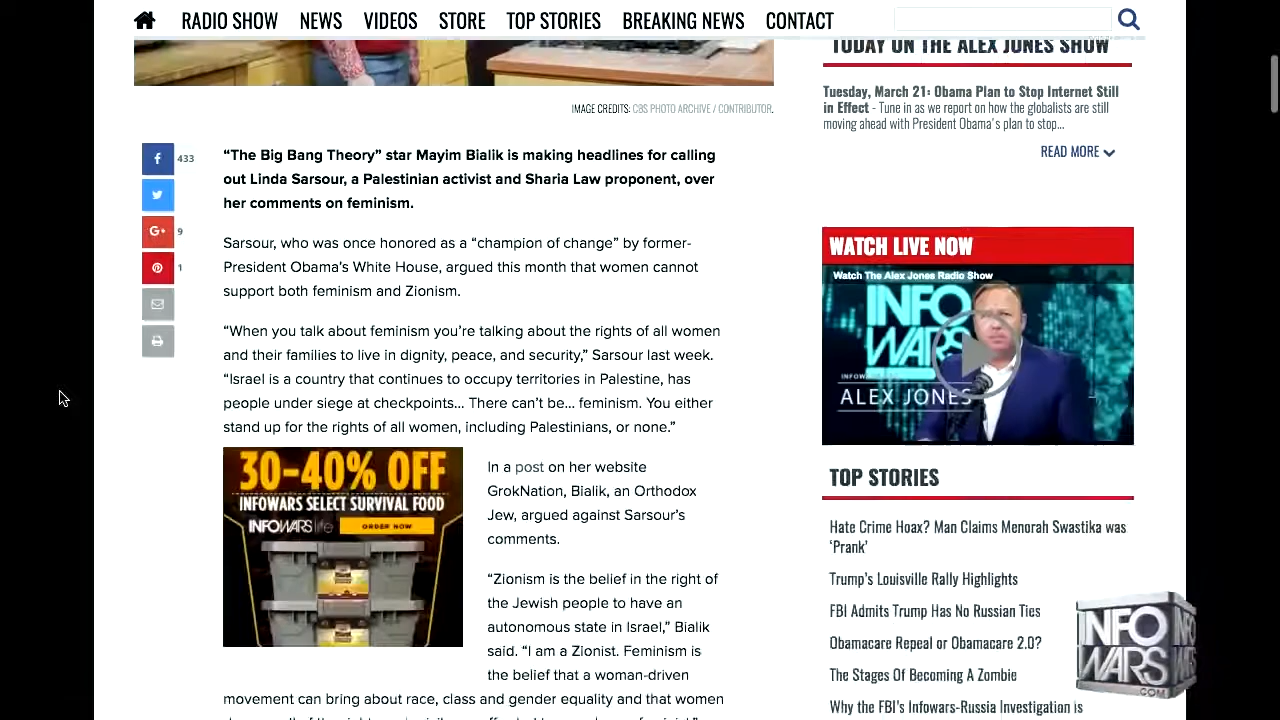 RADIO SHOW NEWS VIDEOS STORE TOP STORIES BREAKING NEWS CONTACT
IMAGE CREDITS: CBS PHOTO ARCHIVE / CONTRIBUTOR.
433
9
1
“The Big Bang Theory” star Mayim Bialik is making headlines for calling
out Linda Sarsour, a Palestinian activist and Sharia Law proponent, over
her comments on feminism.
Sarsour, who was once honored as a “champion of change” by former-
President Obama’s White House, argued this month that women cannot
support both feminism and Zionism.
“When you talk about feminism you’re talking about the rights of all women
and their families to live in dignity, peace, and security,” Sarsour last week.
“Israel is a country that continues to occupy territories in Palestine, has
people under siege at checkpoints... There can’t be... feminism. You either
stand up for the rights of all women, including Palestinians, or none.”
30-40% OFF
INFOWARS SELECT SURVIVAL FOOD
INFOWARS life ORDER NOW
In a post on her website
GrokNation, Bialik, an Orthodox
Jew, argued against Sarsour’s
comments.
“Zionism is the belief in the right of
the Jewish people to have an
autonomous state in Israel,” Bialik
said. “I am a Zionist. Feminism is
the belief that a woman-driven
movement can bring about race, class and gender equality and that women
TODAY ON THE ALEX JONES SHOW
Tuesday, March 21: Obama Plan to Stop Internet Still
in Effect - Tune in as we report on how the globalists are still
moving ahead with President Obama's plan to stop...
READ MORE
WATCH LIVE NOW
Watch The Alex Jones Radio Show
INFO
WARS
ALEX JONES
TOP STORIES
Hate Crime Hoax? Man Claims Menorah Swastika was
‘Prank’
Trump’s Louisville Rally Highlights
FBI Admits Trump Has No Russian Ties
Obamacare Repeal or Obamacare 2.0?
The Stages Of Becoming A Zombie
Why the FBI’s Infowars-Russia Investigation is
INFO
WARS
.COM